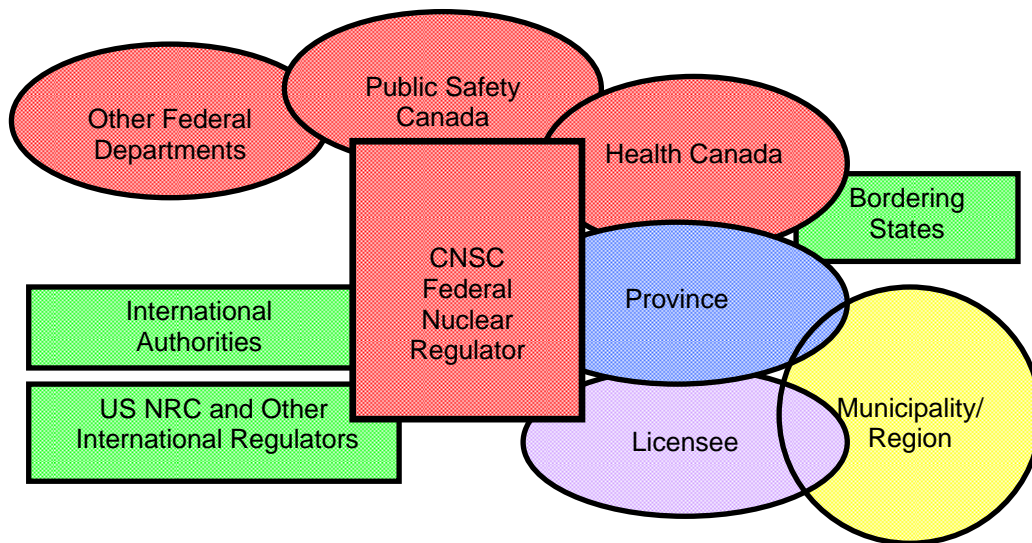 Public Safety
Canada
Other Federal
Departments
Health Canada
Bordering
States
CNSC
Federal
Nuclear
Regulator
Province
International
Authorities
US NRC and Other
International Regulators
Licensee
Municipality/
Region